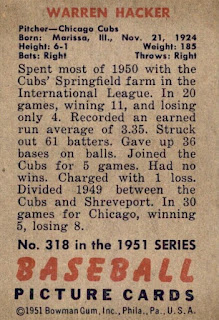 WARREN HACKER
Pitcher—Chicago Cubs
Born: Marissa, Ill., Nov. 21, 1924
Height: 6-1 Weight: 185
Bats: Right Throws: Right
Spent most of 1950 with the
Cubs' Springfield farm in the
International League. In 20
games, wining 11, and losing
only 4. Recorded an earned
run average of 3.35. Struck
out 61 batters. Gave up 36
bases on balls. Joined the
Cubs for 5 games. Had no
wins. Charged with 1 loss.
Divided 1949 between the
Cubs and Shreveport. In 30
games for Chicago, winning
5, losing 8.
No. 318 in the 1951 SERIES
BASEBALL
PICTURE CARDS
©1951 Bowman Gum, Inc., Phila., Pa., U.S.A.